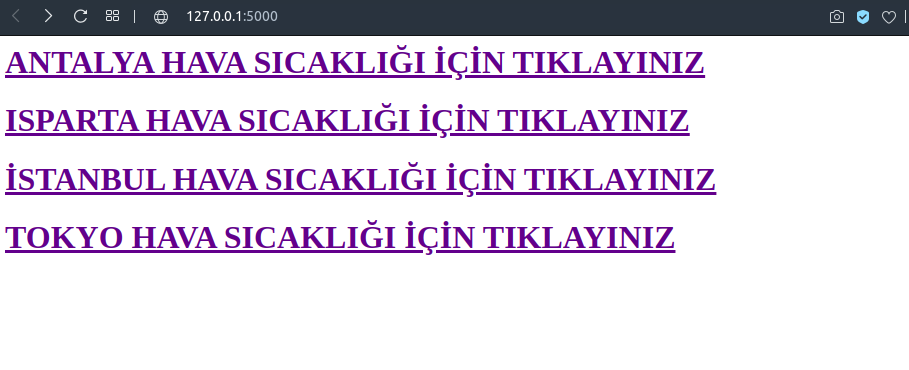 127.0.0.1:5000
ANTALYA HAVA SICAKLIĞI İÇİN TIKLAYINIZ
ISPARTA HAVA SICAKLIĞI İÇİN TIKLAYINIZ
İSTANBUL HAVA SICAKLIĞI İÇİN TIKLAYINIZ
TOKYO HAVA SICAKLIĞI İÇİN TIKLAYINIZ